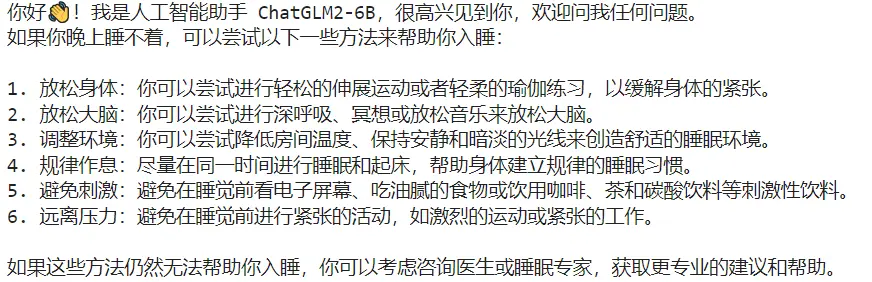 你好👋！我是人工智能助手 ChatGLM2-6B，很高兴见到你，欢迎问我任何问题。
如果你晚上睡不着，可以尝试以下一些方法来帮助你入睡：
1. 放松身体：你可以尝试进行轻松的伸展运动或者轻柔的瑜伽练习，以缓解身体的紧张。
2. 放松大脑：你可以尝试进行深呼吸、冥想或放松音乐来放松大脑。
3. 调整环境：你可以尝试降低房间温度、保持安静和暗淡的光线来创造舒适的睡眠环境。
4. 规律作息：尽量在同一时间进行睡眠和起床，帮助身体建立规律的睡眠习惯。
5. 避免刺激：避免在睡觉前看电子屏幕、吃油腻的食物或饮用咖啡、茶和碳酸饮料等刺激性饮料。
6. 远离压力：避免在睡觉前进行紧张的活动，如激烈的运动或紧张的工作。
如果这些方法仍然无法帮助你入睡，你可以考虑咨询医生或睡眠专家，获取更专业的建议和帮助。